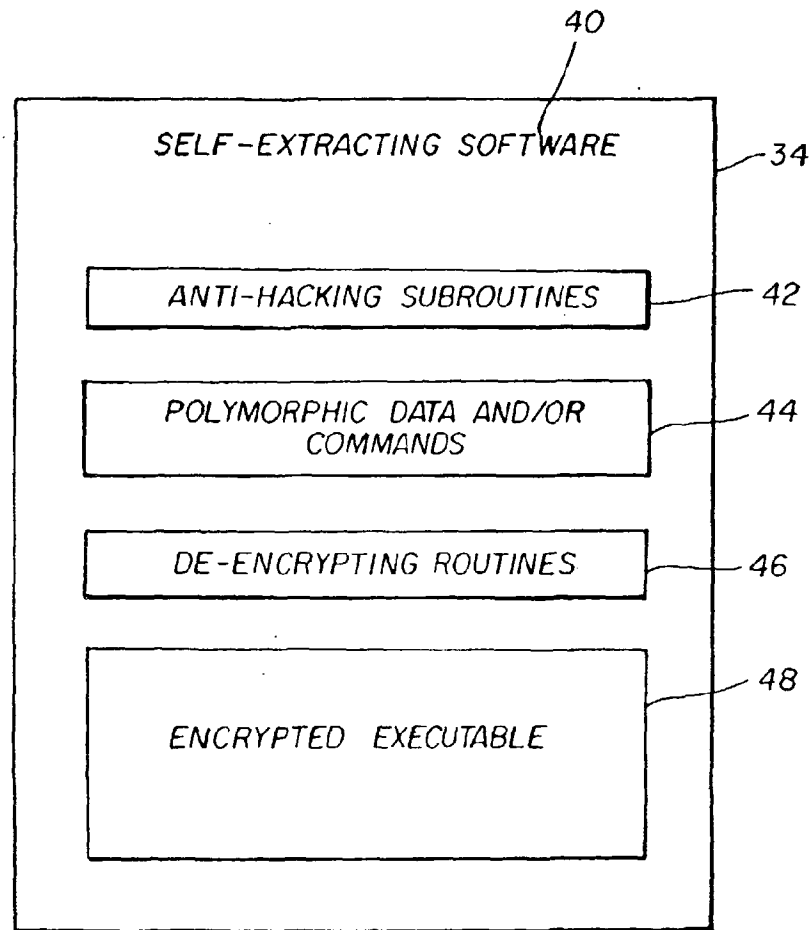 40
SELF-EXTRACTING SOFTWARE
34
ANTI-HACKING SUBROUTINES
42
POLYMORPHIC DATA AND/OR
COMMANDS
44
DE-ENCRYPTING ROUTINES
46
ENCRYPTED EXECUTABLE
48